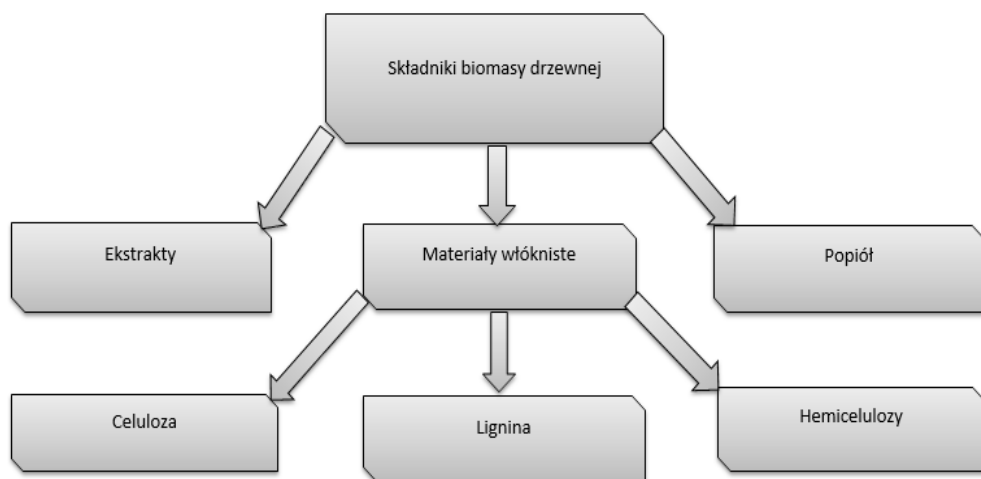 Składniki biomasy drzewnej
Ekstrakty
Materiały włókniste
Popiół
Celuloza
Lignina
Hemicelulozy